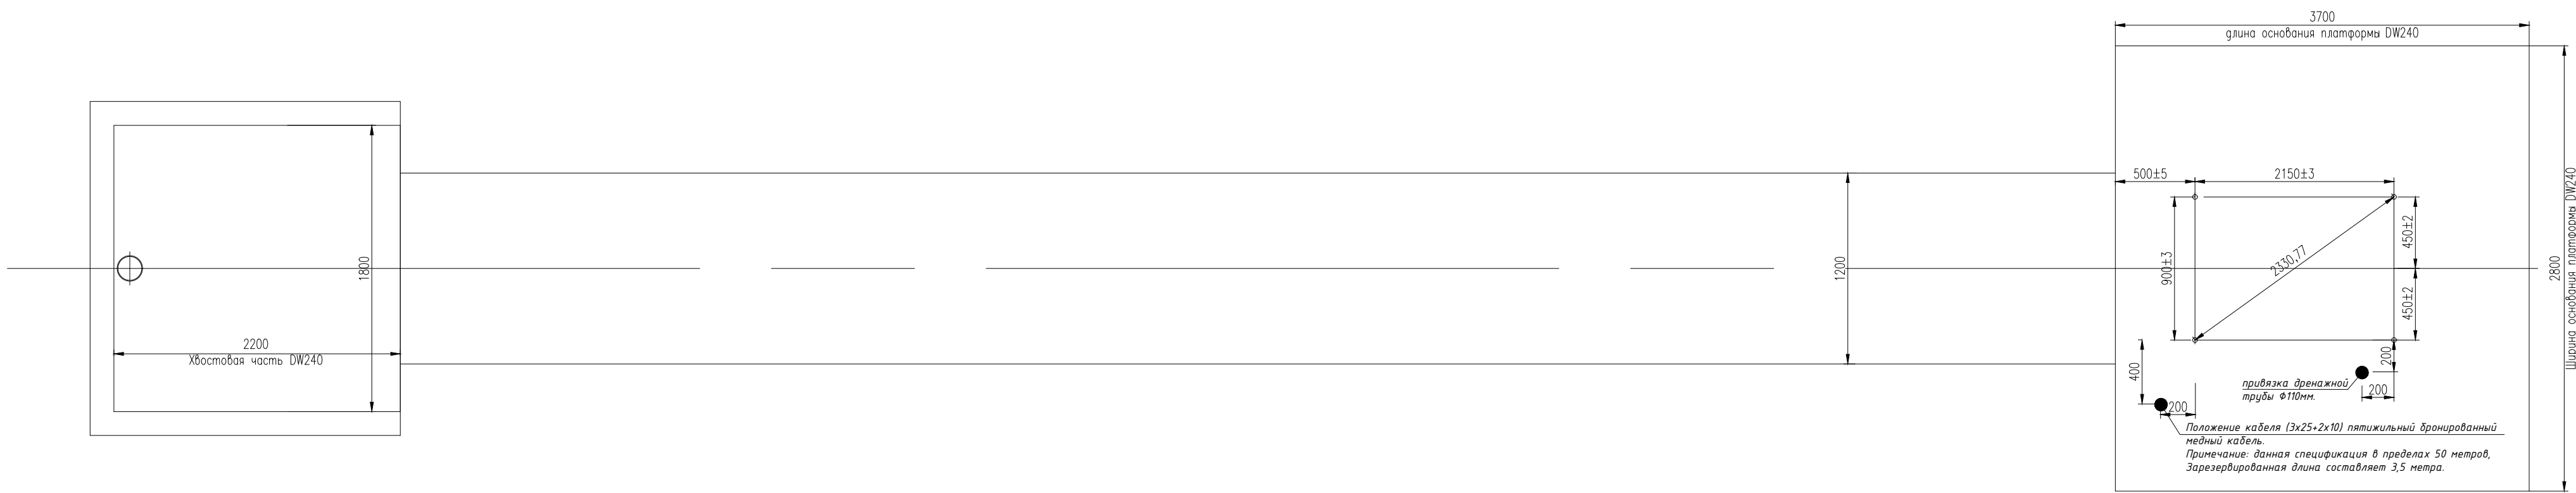 3700
длина основания платформы DW240
500±5
2150±3
450±2
2330,77
900±3
450±2
2800
Ширина основания платформы DW240
1800
1200
2200
Хвостовая часть DW240
400
200
200
200
привязка дренажной
трубы Ф110мм.
Положение кабеля (3х25+2х10) пятижильный бронированный
медный кабель.
Примечание: данная спецификация в пределах 50 метров,
Зарезервированная длина составляет 3,5 метра.